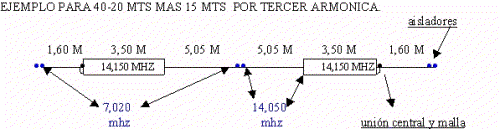 EJEMPLO PARA 40-20 MTS MAS 15 MTS POR TERCER ARMONICA.
aisladores
1,60 M 3,50 M 5,05 M 5,05 M 3,50 M 1,60 M
14,150 MHZ 14,150 MHZ
7,020 mhz
14,050 mhz
unión central y malla